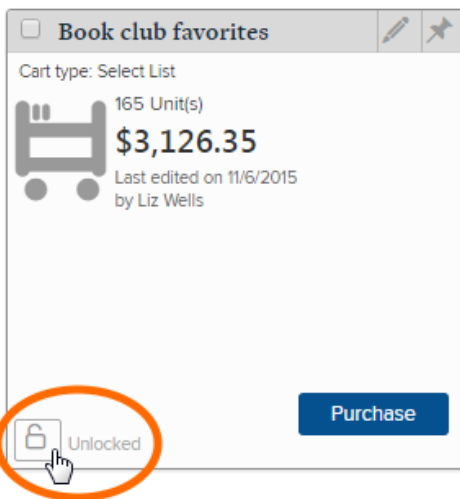 Book club favorites
Cart type: Select List
165 Unit(s)
$3,126.35
Last edited on 11/6/2015
by Liz Wells
Purchase
Unlocked